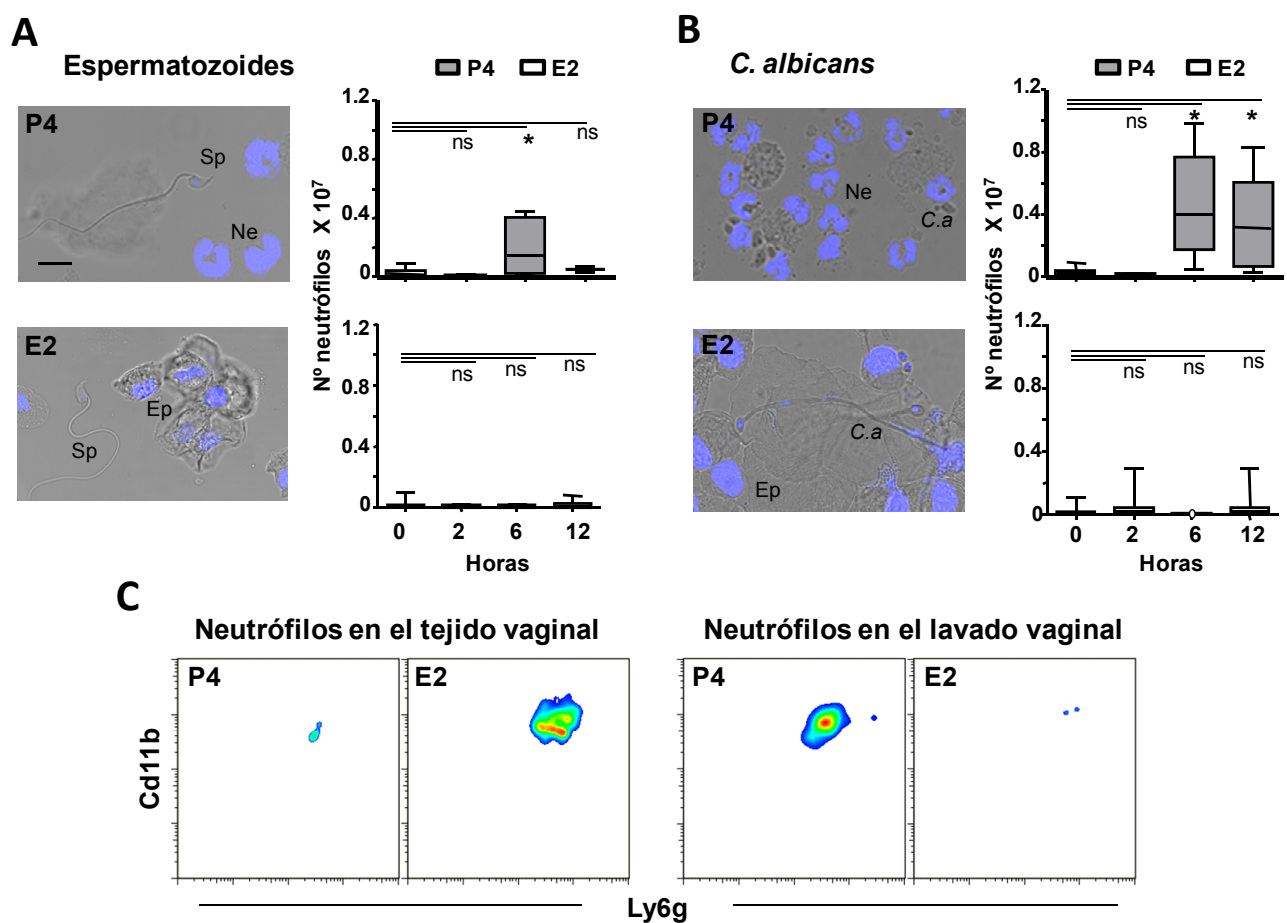 A
Espermatozoides
P4
E2
P4
Sp
Ne
E2
Ep
Sp
Nº neutrófilos X 10⁷
1.2
0.8
0.4
0
ns
*
ns
1.2
0.8
0.4
0
ns
ns
ns
0
2
6
12
Horas
B
C. albicans
P4
E2
P4
Ne
C.a
E2
C.a
Ep
Nº neutrófilos X 10⁷
1.2
0.8
0.4
0
ns
*
*
1.2
0.8
0.4
0
ns
ns
ns
0
2
6
12
Horas
C
Neutrófilos en el tejido vaginal
Neutrófilos en el lavado vaginal
P4
E2
P4
E2
Cd11b
Ly6g